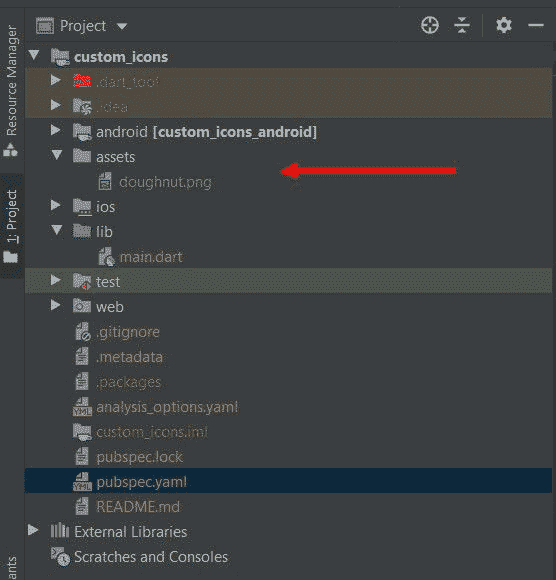 Project
Resource Manager
1: Project
custom_icons
.dart_tool
.idea
android [custom_icons_android]
assets
doughnut.png
ios
lib
main.dart
test
web
.gitignore
.metadata
.packages
analysis_options.yaml
custom_icons.iml
pubspec.lock
pubspec.yaml
README.md
External Libraries
Scratches and Consoles
ants